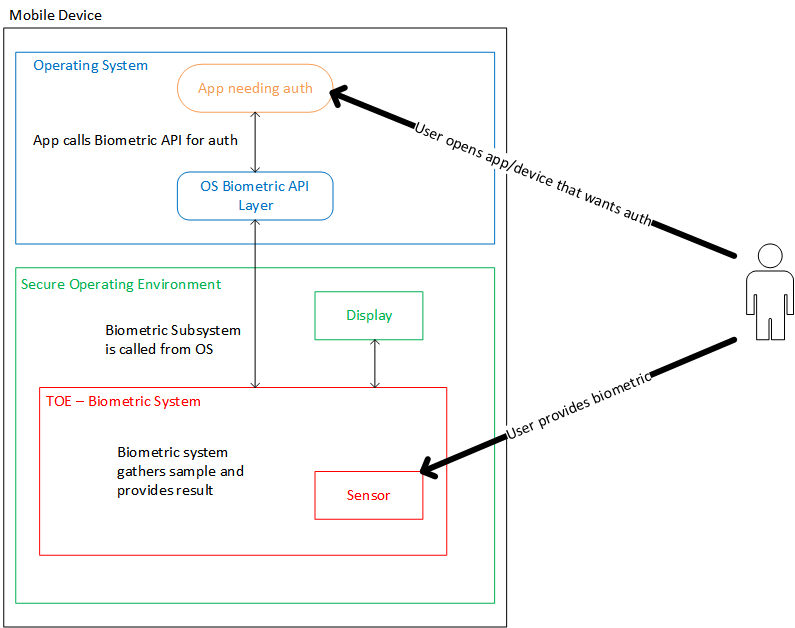 Mobile Device
Operating System
App needing auth
App calls Biometric API for auth
OS Biometric API
Layer
User opens app/device that wants auth
Secure Operating Environment
Display
Biometric Subsystem
is called from OS
TOE – Biometric System
User provides biometric
Biometric system
gathers sample and
provides result
Sensor